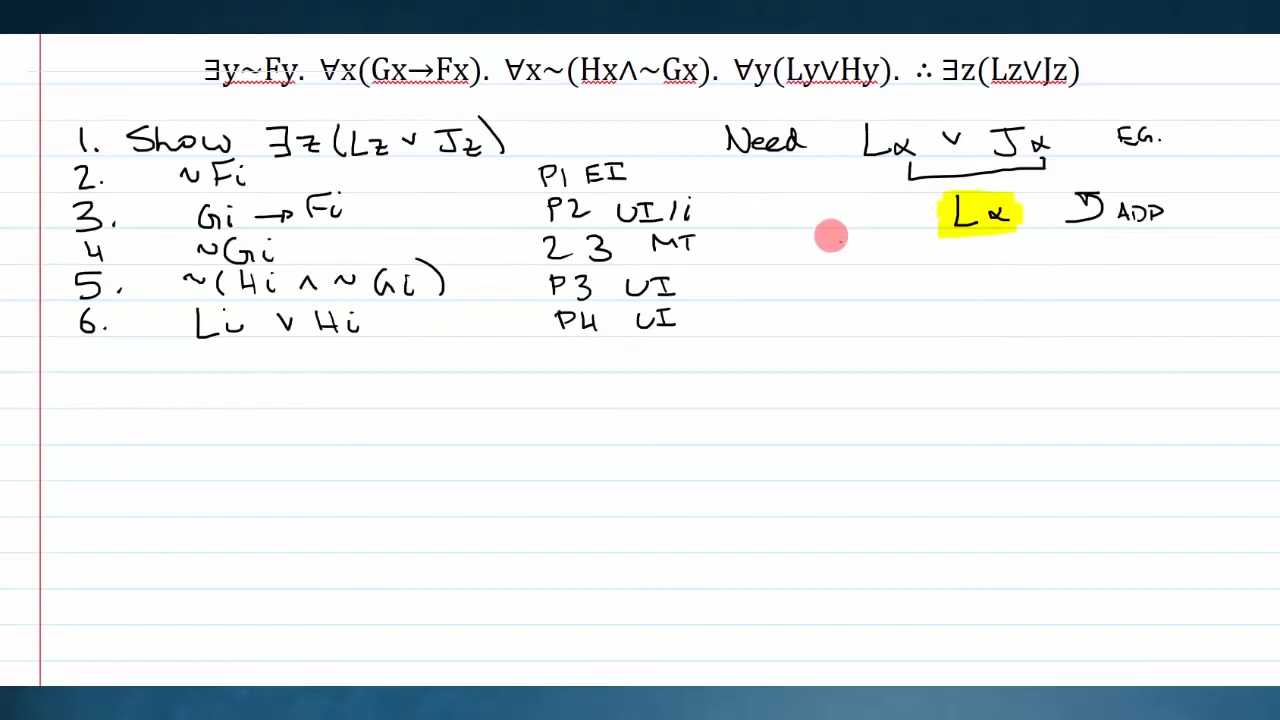 ∃y~Fy. ∀x(Gx→Fx). ∀x~(Hx∧~Gx). ∀y(Ly∨Hy). ∴ ∃z(Lz∨Jz)
1. Show ∃z(Lz ∨ Jz) Need Lα ∨ Jα EG.
2. ~Fi P1 EI
3. Gi → Fi P2 UI/i Lα ADD
4 ~Gi 2 3 MT
5. ~(Hi ∧ ~Gi) P3 UI
6. Li ∨ Hi P4 UI